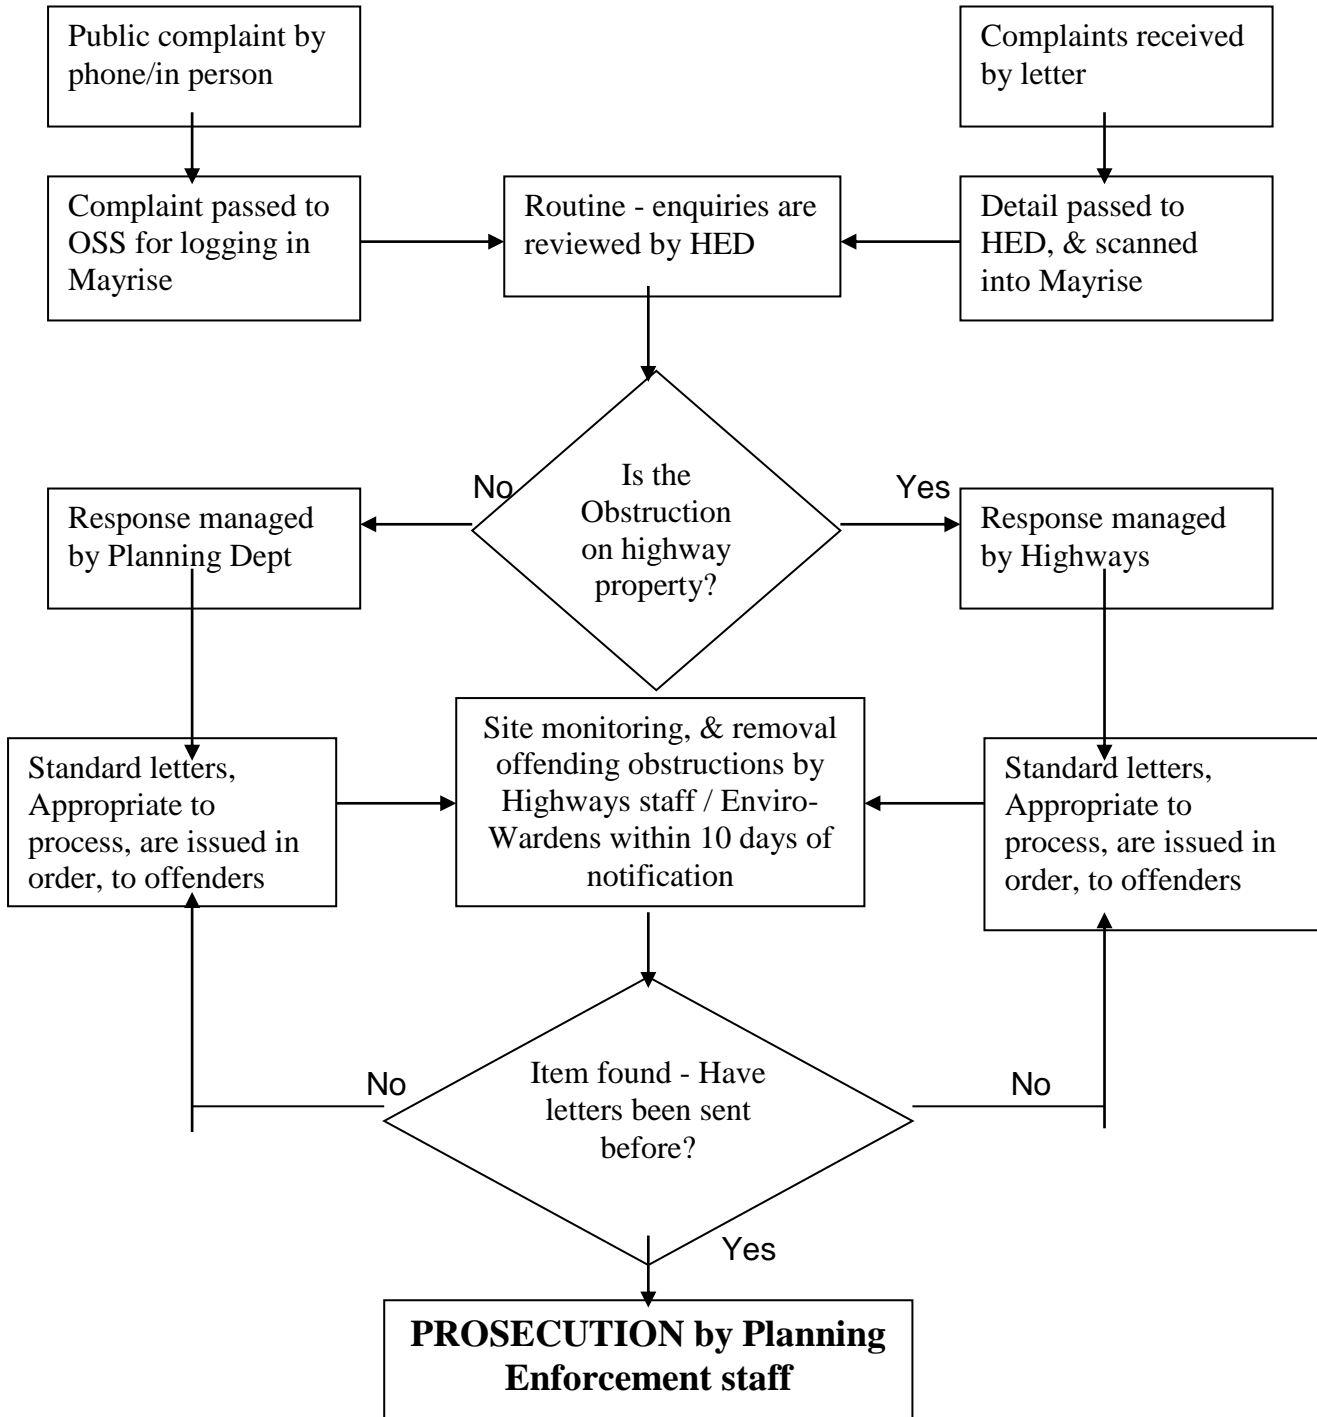 Public complaint by
phone/in person
Complaints received
by letter
Complaint passed to
OSS for logging in
Mayrise
Routine - enquiries are
reviewed by HED
Detail passed to
HED, & scanned
into Mayrise
Is the
Obstruction
on highway
property?
No
Yes
Response managed
by Planning Dept
Response managed
by Highways
Standard letters,
Appropriate to
process, are issued in
order, to offenders
Site monitoring, & removal
offending obstructions by
Highways staff / Enviro-
Wardens within 10 days of
notification
Standard letters,
Appropriate to
process, are issued in
order, to offenders
No
Item found - Have
letters been sent
before?
No
Yes
PROSECUTION by Planning
Enforcement staff